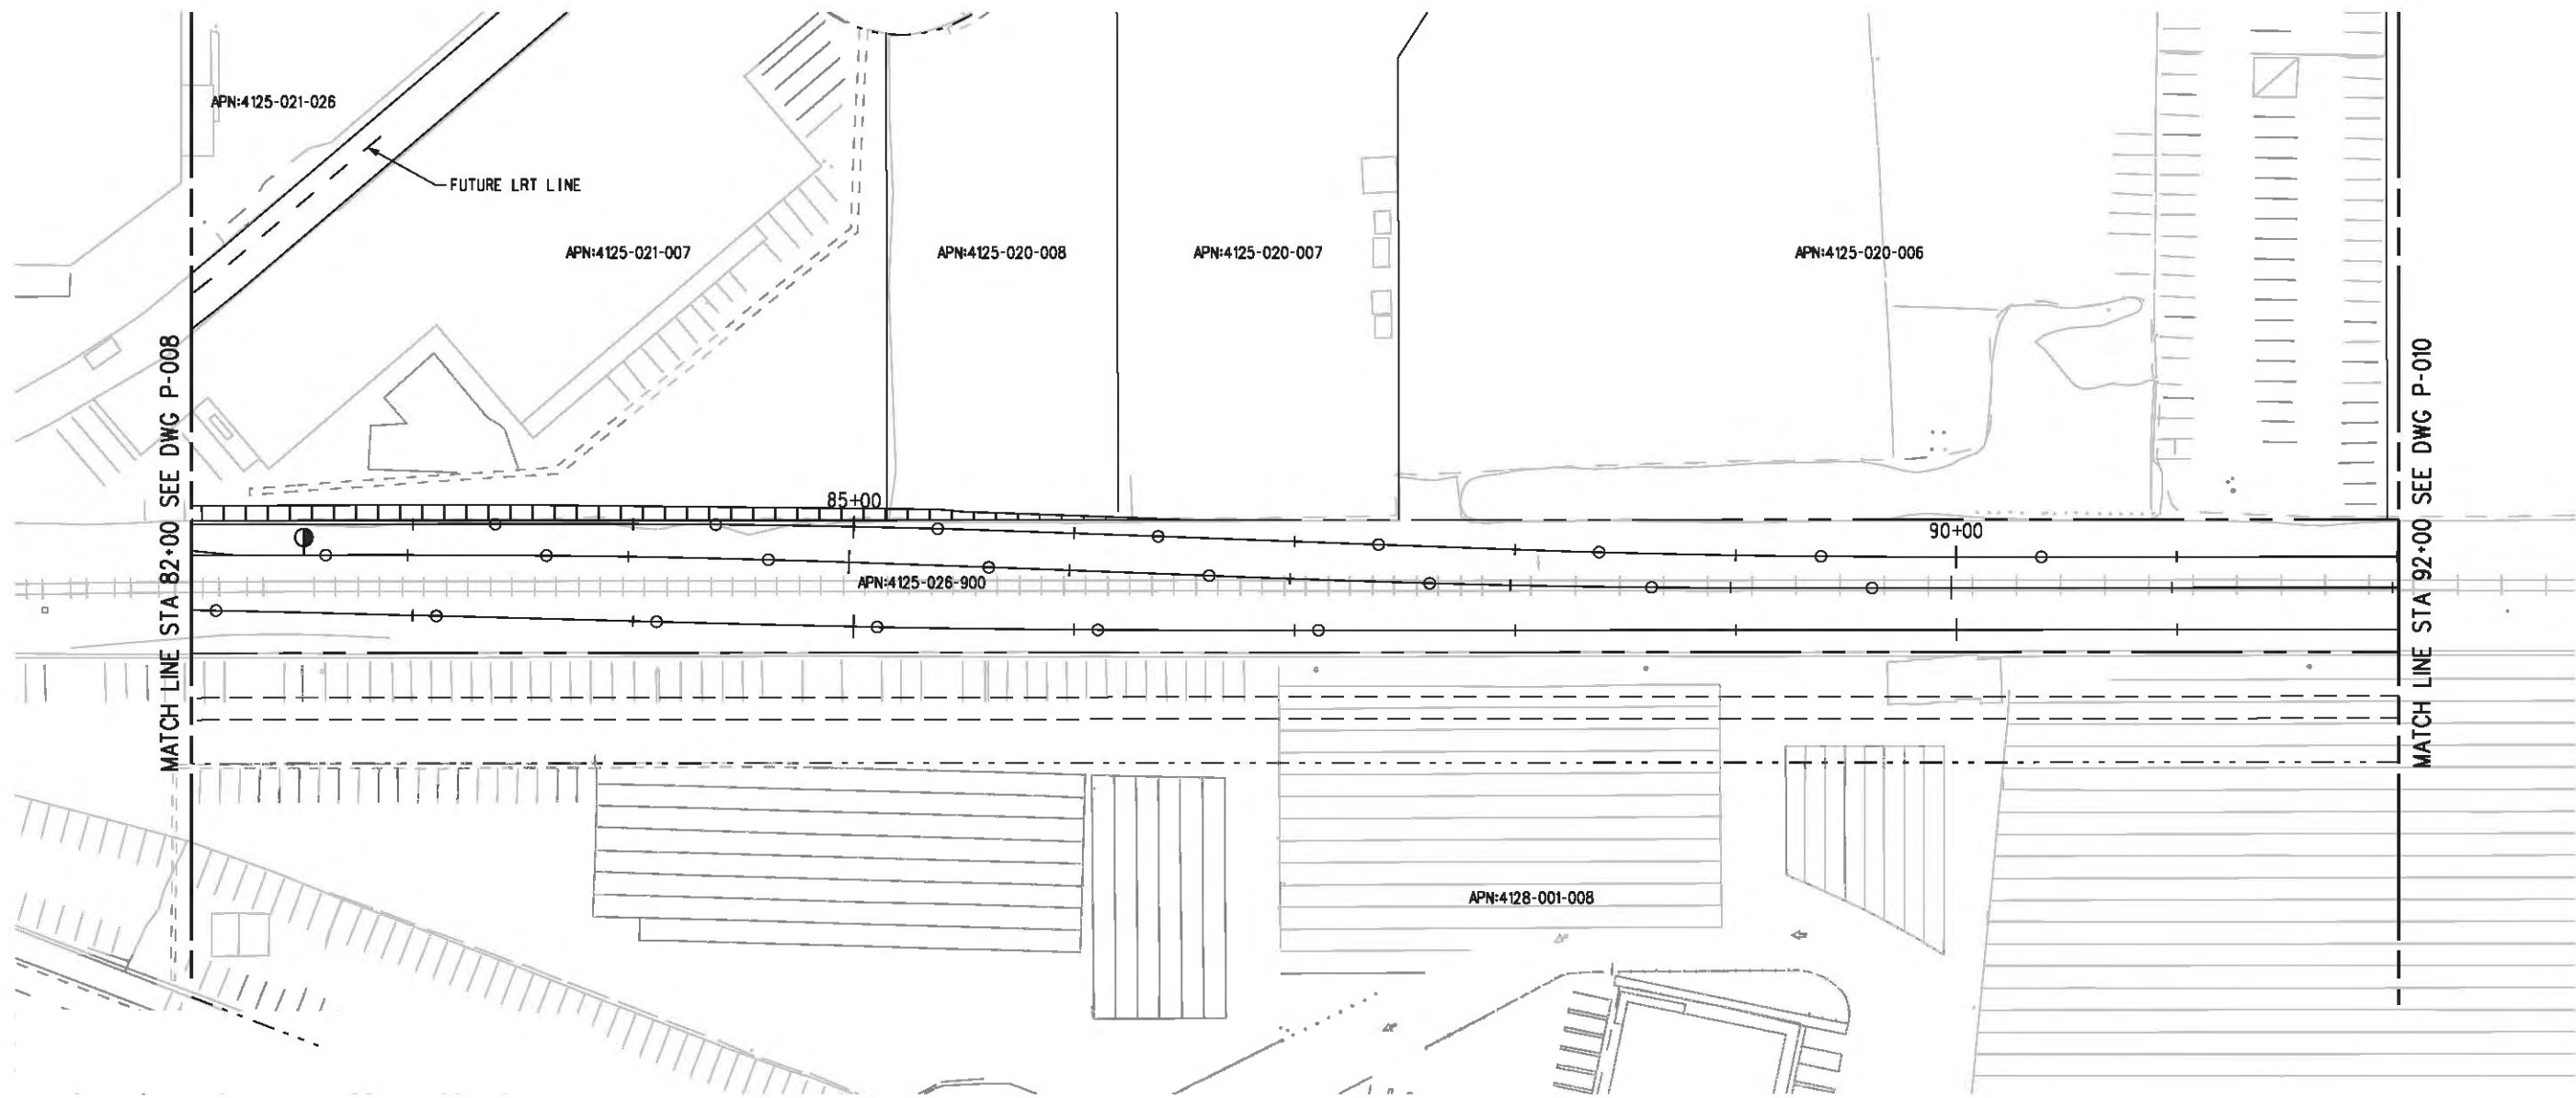 APN:4125-021-026
FUTURE LRT LINE
APN:4125-021-007
APN:4125-020-008
APN:4125-020-007
APN:4125-020-006
MATCH LINE STA 82+00 SEE DWG P-008
85+00
90+00
APN:4125-026-900
MATCH LINE STA 92+00 SEE DWG P-010
APN:4128-001-008